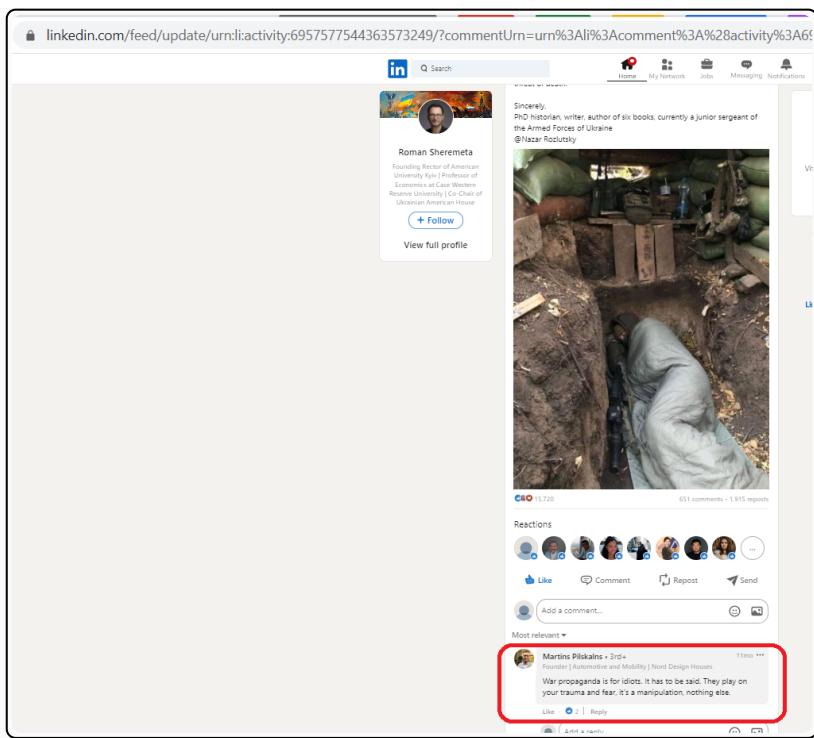 linkedin.com/feed/update/urn:li:activity:6957577544363573249/?commentUrn=urn%3Ali%3Acomment%3A%28activity%3A69
in
Search
Home
My Network
Jobs
Messaging
Notifications
threat of death.
Sincerely,
PhD historian, writer, author of six books, currently a junior sergeant of
the Armed Forces of Ukraine
@Nazar Rozlutsky
Roman Sheremeta
Founding Rector of American
University Kyiv | Professor of
Economics at Case Western
Reserve University | Co-Chair of
Ukrainian American House
+ Follow
View full profile
15,720
651 comments • 1,915 reposts
Reactions
...
Like
Comment
Repost
Send
Add a comment...
Most relevant
Martins Pilskalns • 3rd+
11mo ...
Founder | Automotive and Mobility | Nord Design Houses
War propaganda is for idiots. It has to be said. They play on
your trauma and fear, it's a manipulation, nothing else.
Like
2 | Reply
Add a reply...